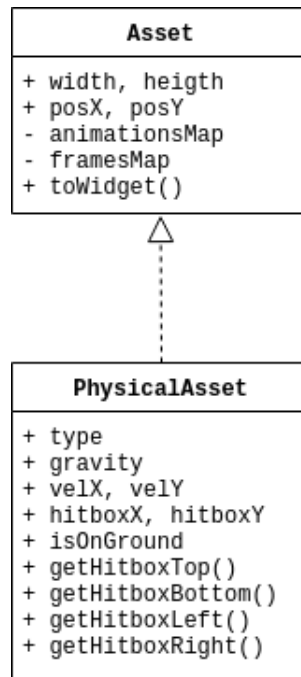 Asset
+ width, heigth
+ posX, posY
- animationsMap
- framesMap
+ toWidget()
PhysicalAsset
+ type
+ gravity
+ velX, velY
+ hitboxX, hitboxY
+ isOnGround
+ getHitboxTop()
+ getHitboxBottom()
+ getHitboxLeft()
+ getHitboxRight()